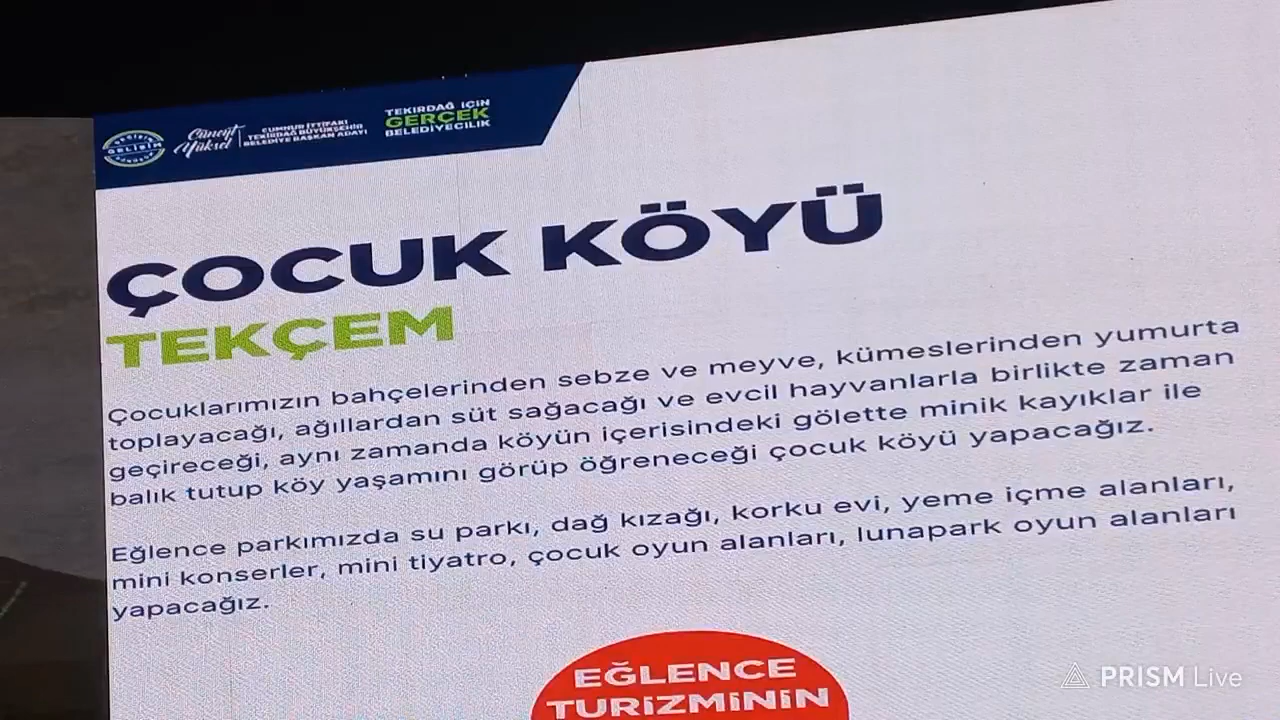 GELİŞİM
Cüneyt
Yüksel
CUMHUR İTTİFAKI
TEKİRDAĞ BÜYÜKŞEHİR
BELEDİYE BAŞKAN ADAYI
TEKİRDAĞ İÇİN
GERÇEK
BELEDİYECİLİK
ÇOCUK KÖYÜ
TEKÇEM
Çocuklarımızın bahçelerinden sebze ve meyve, kümeslerinden yumurta
toplayacağı, ağıllardan süt sağacağı ve evcil hayvanlarla birlikte zaman
geçireceği, aynı zamanda köyün içerisindeki gölette minik kayıklar ile
balık tutup köy yaşamını görüp öğreneceği çocuk köyü yapacağız.
Eğlence parkımızda su parkı, dağ kızağı, korku evi, yeme içme alanları,
mini konserler, mini tiyatro, çocuk oyun alanları, lunapark oyun alanları
yapacağız.
EĞLENCE
TURİZMİNİN
PRISM Live